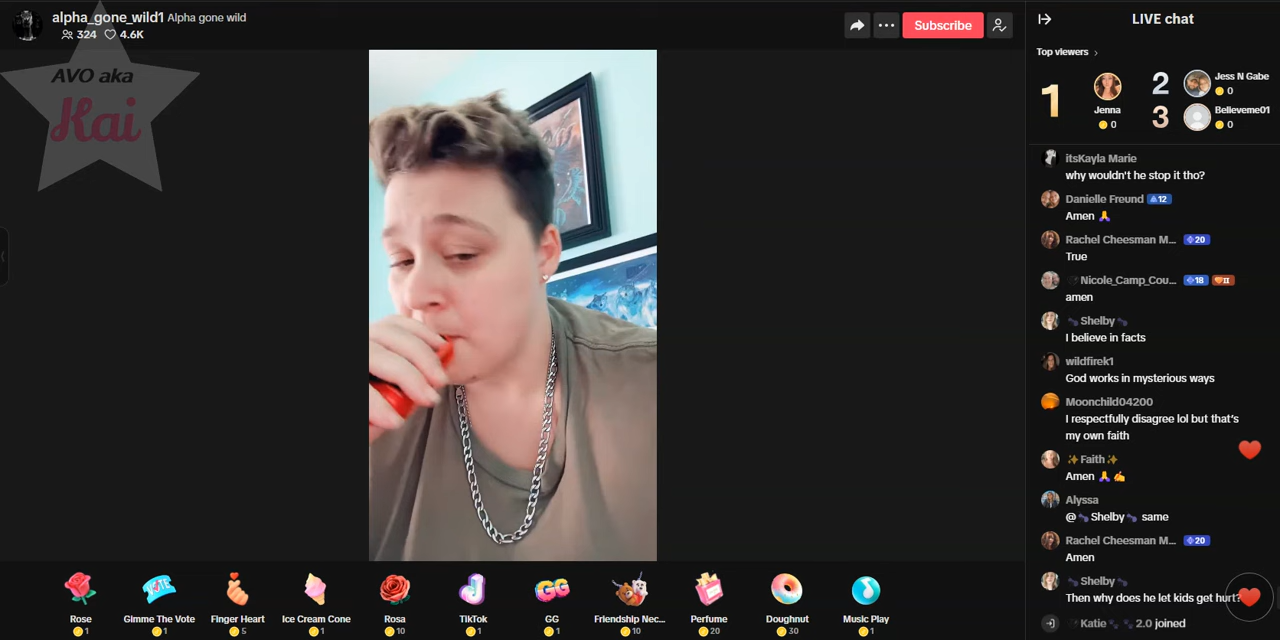 alpha_gone_wild1 Alpha gone wild
324 4.6K
AVO aka
Kai
Subscribe
LIVE chat
Top viewers
1
Jenna
0
2
Jess N Gabe
0
3
Believeme01
0
itsKayla Marie
why wouldn't he stop it tho?
Danielle Freund 12
Amen 🙏
Rachel Cheesman M... 20
True
Nicole_Camp_Cou... 18 II
amen
Shelby
I believe in facts
wildfirek1
God works in mysterious ways
Moonchild04200
I respectfully disagree lol but that's
my own faith
✨Faith✨
Amen 🙏✍️
Alyssa
@Shelby same
Rachel Cheesman M... 20
Amen
Shelby
Then why does he let kids get hurt?
Katie 2.0 joined
Rose
1
VOTE
Gimme The Vote
1
Finger Heart
5
Ice Cream Cone
1
Rosa
10
TikTok
1
GG
GG
1
Friendship Nec...
10
Perfume
20
Doughnut
30
Music Play
1